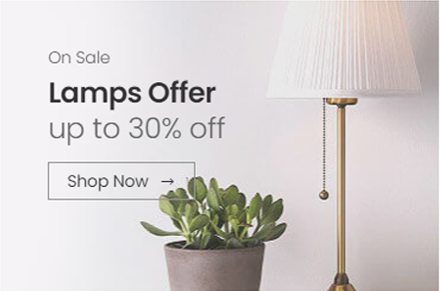 On Sale
Lamps Offer
up to 30% off
Shop Now →